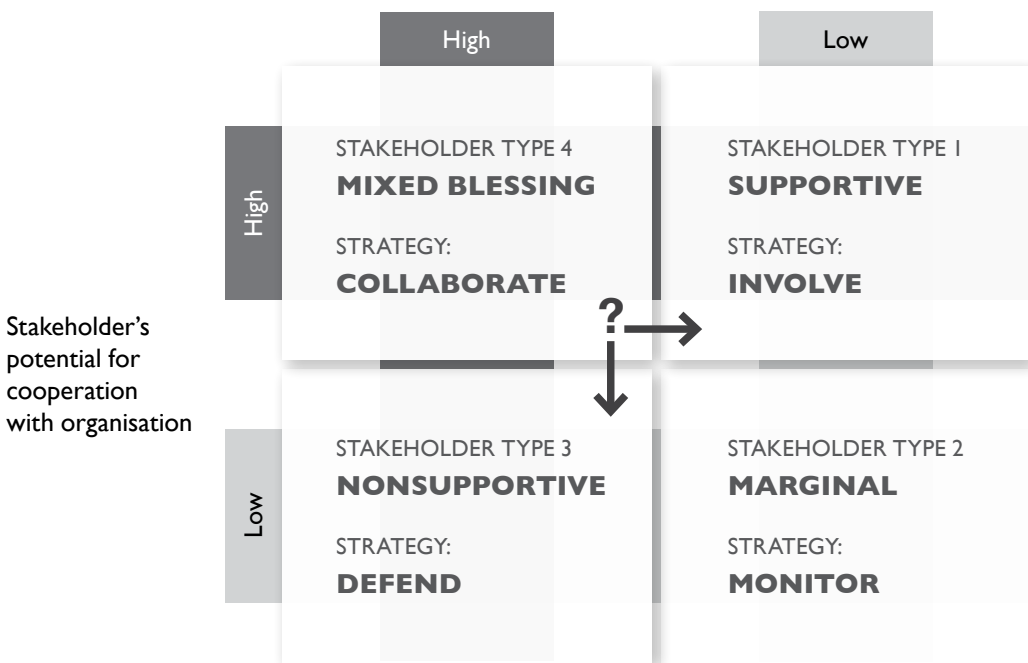 High
Low
High
STAKEHOLDER TYPE 4
MIXED BLESSING
STRATEGY:
COLLABORATE
STAKEHOLDER TYPE 1
SUPPORTIVE
STRATEGY:
INVOLVE
?
Stakeholder’s
potential for
cooperation
with organisation
Low
STAKEHOLDER TYPE 3
NONSUPPORTIVE
STRATEGY:
DEFEND
STAKEHOLDER TYPE 2
MARGINAL
STRATEGY:
MONITOR